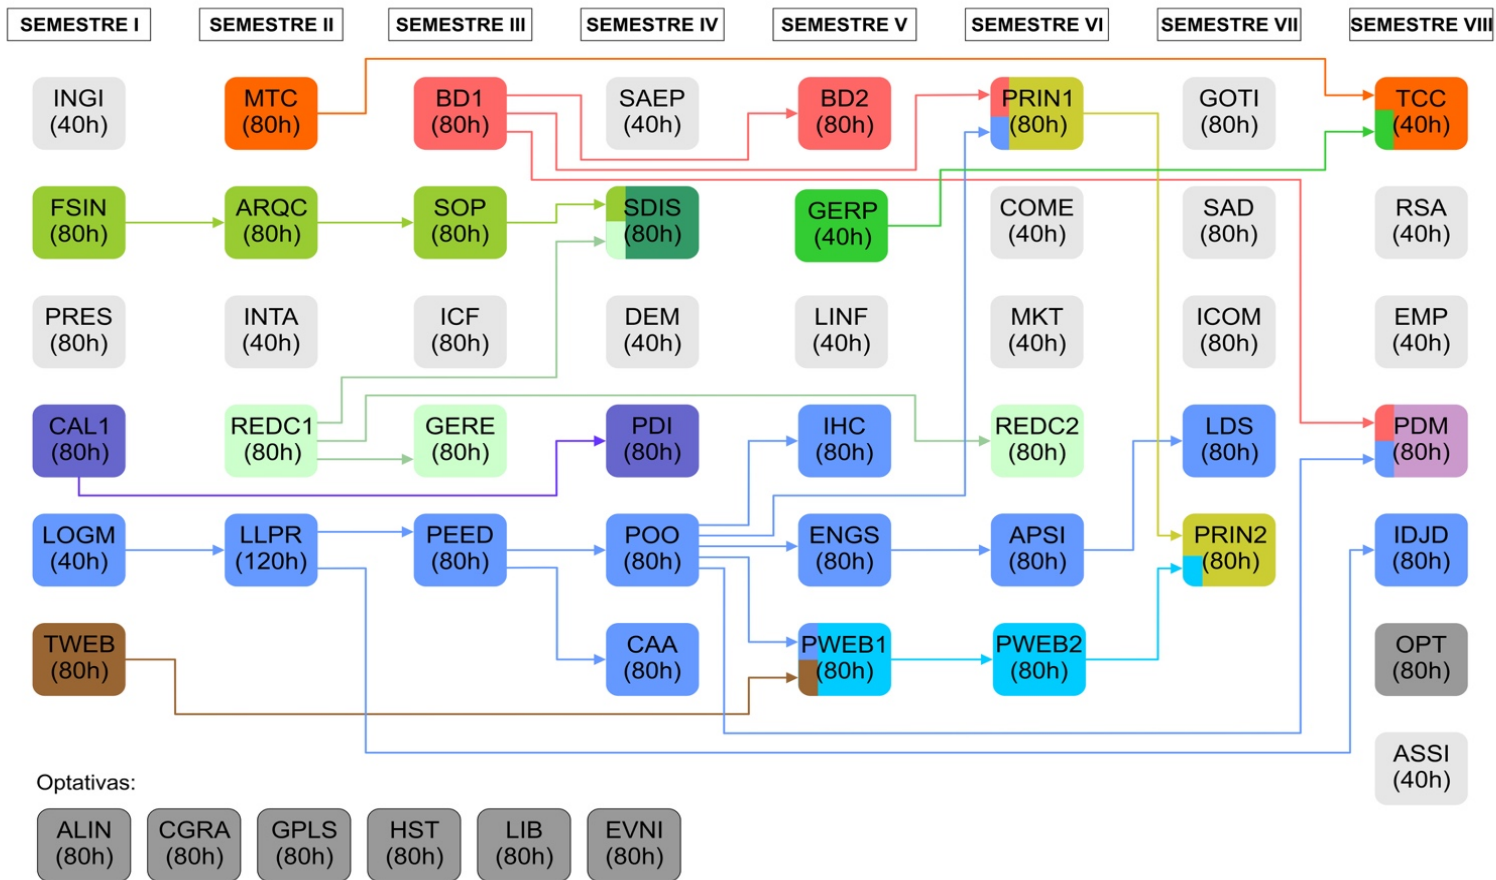 SEMESTRE I
SEMESTRE II
SEMESTRE III
SEMESTRE IV
SEMESTRE V
SEMESTRE VI
SEMESTRE VII
SEMESTRE VIII
INGI
(40h)
MTC
(80h)
BD1
(80h)
SAEP
(40h)
BD2
(80h)
PRIN1
(80h)
GOTI
(80h)
TCC
(40h)
FSIN
(80h)
ARQC
(80h)
SOP
(80h)
SDIS
(80h)
GERP
(40h)
COME
(40h)
SAD
(80h)
RSA
(40h)
PRES
(80h)
INTA
(40h)
ICF
(80h)
DEM
(40h)
LINF
(40h)
MKT
(40h)
ICOM
(80h)
EMP
(40h)
CAL1
(80h)
REDC1
(80h)
GERE
(80h)
PDI
(80h)
IHC
(80h)
REDC2
(80h)
LDS
(80h)
PDM
(80h)
LOGM
(40h)
LLPR
(120h)
PEED
(80h)
POO
(80h)
ENGS
(80h)
APSI
(80h)
PRIN2
(80h)
IDJD
(80h)
TWEB
(80h)
CAA
(80h)
PWEB1
(80h)
PWEB2
(80h)
OPT
(80h)
ASSI
(40h)
Optativas:
ALIN
(80h)
CGRA
(80h)
GPLS
(80h)
HST
(80h)
LIB
(80h)
EVNI
(80h)